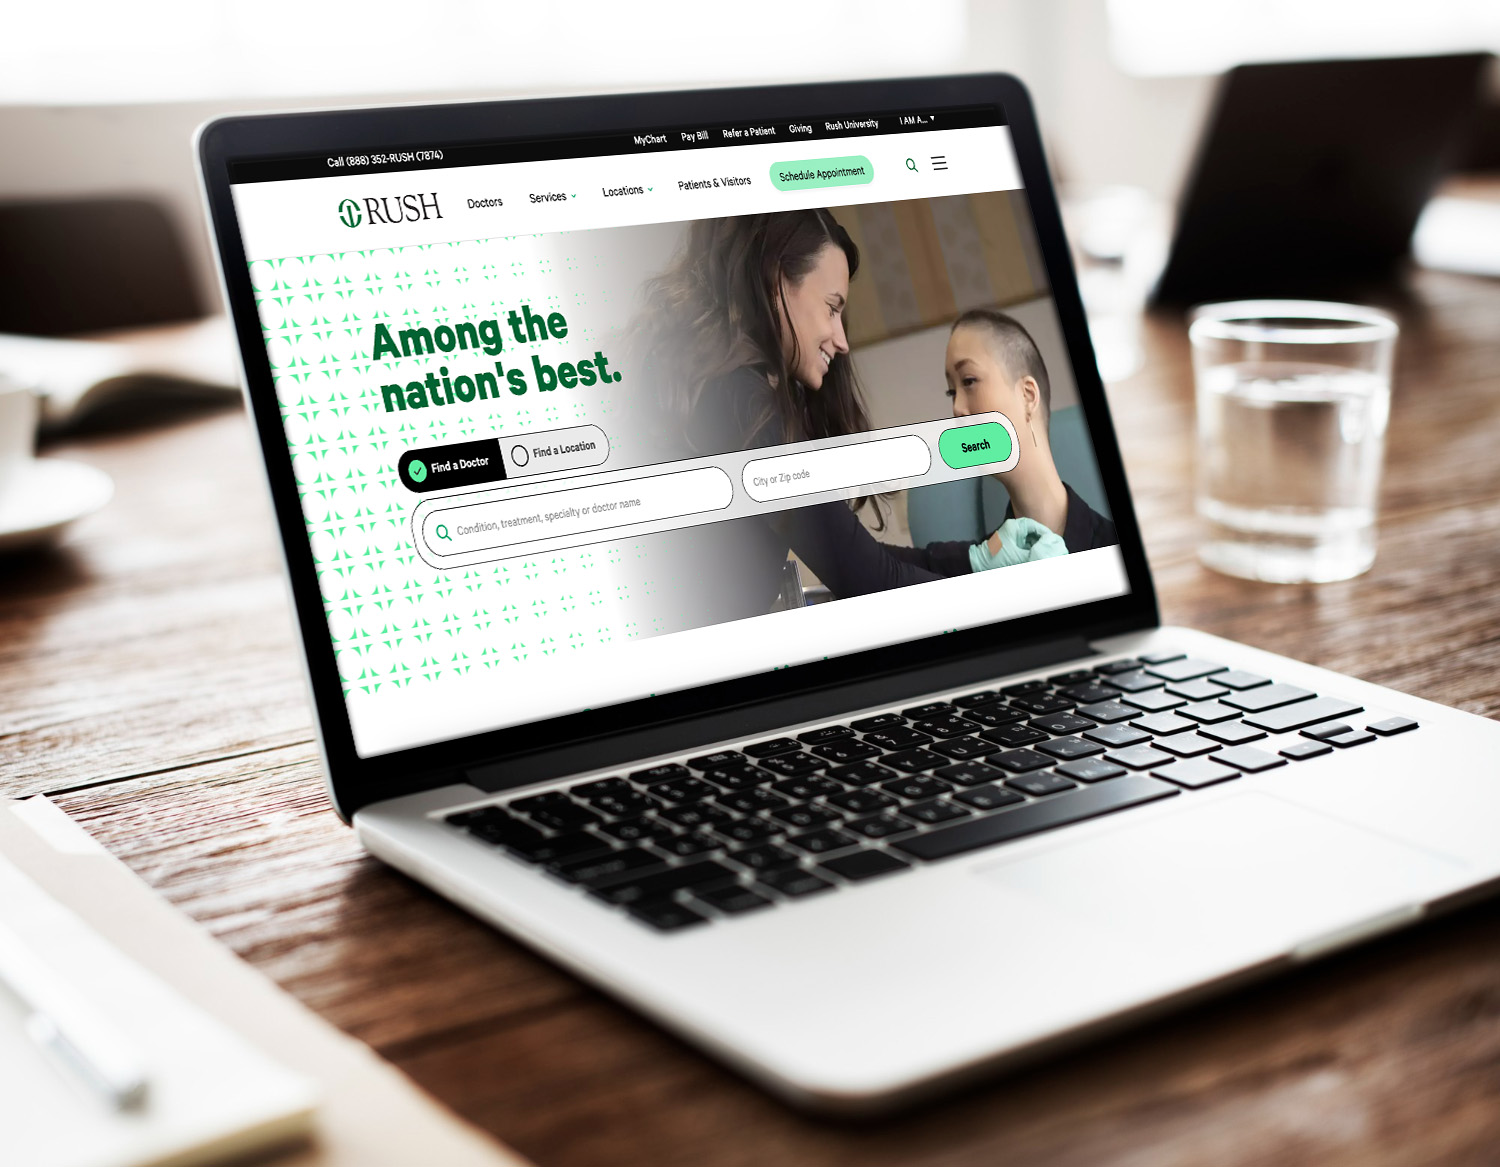 Call (888) 352-RUSH (7874)
MyChart Pay Bill Refer a Patient Giving Rush University I AM A... ▼
RUSH Doctors Services Locations Patients & Visitors Schedule Appointment
Among the
nation's best.
Find a Doctor Find a Location
Condition, treatment, specialty or doctor name City or Zip code Search